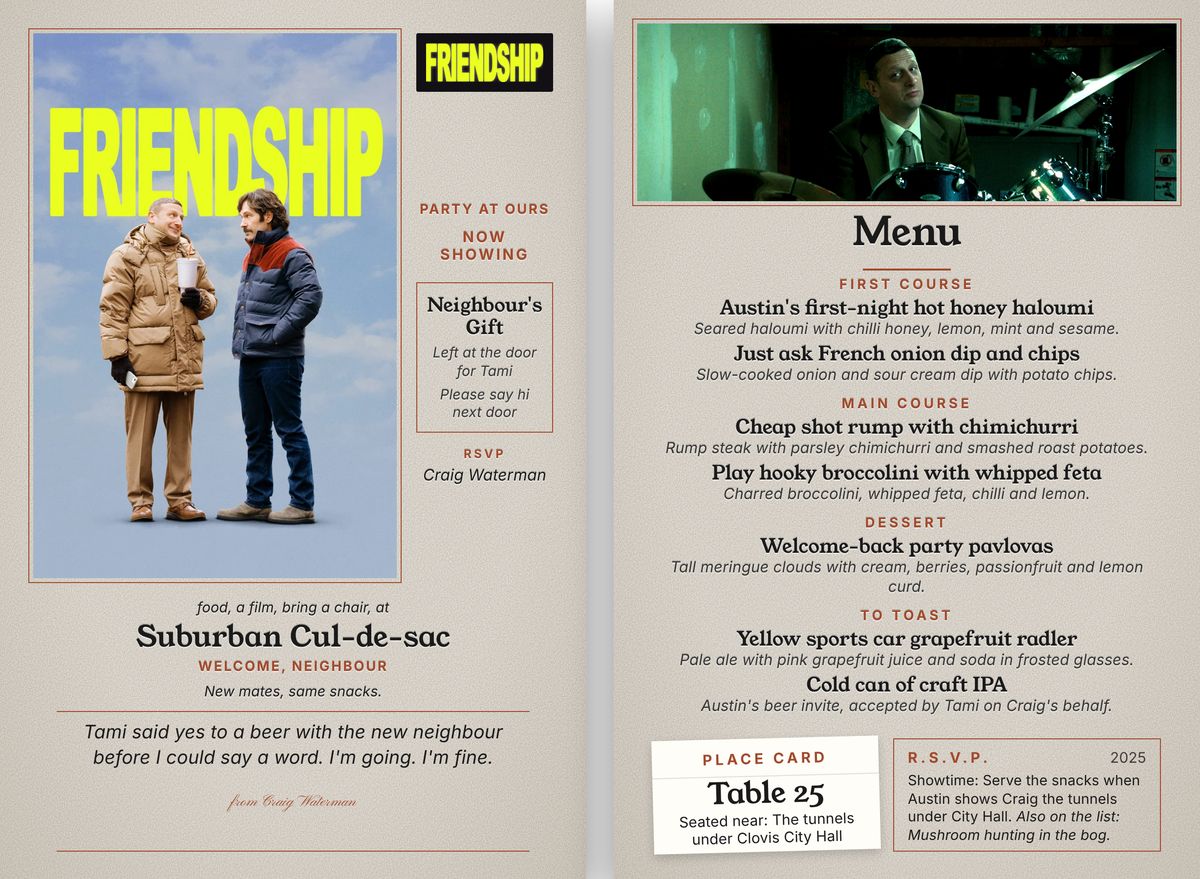 FRIENDSHIP
FRIENDSHIP
PARTY AT OURS
NOW
SHOWING
Neighbour's
Gift
Left at the door
for Tami
Please say hi
next door
RSVP
Craig Waterman
food, a film, bring a chair, at
Suburban Cul-de-sac
WELCOME, NEIGHBOUR
New mates, same snacks.
Tami said yes to a beer with the new neighbour
before I could say a word. I'm going. I'm fine.
from Craig Waterman
Menu
FIRST COURSE
Austin's first-night hot honey haloumi
Seared haloumi with chilli honey, lemon, mint and sesame.
Just ask French onion dip and chips
Slow-cooked onion and sour cream dip with potato chips.
MAIN COURSE
Cheap shot rump with chimichurri
Rump steak with parsley chimichurri and smashed roast potatoes.
Play hooky broccolini with whipped feta
Charred broccolini, whipped feta, chilli and lemon.
DESSERT
Welcome-back party pavlovas
Tall meringue clouds with cream, berries, passionfruit and lemon
curd.
TO TOAST
Yellow sports car grapefruit radler
Pale ale with pink grapefruit juice and soda in frosted glasses.
Cold can of craft IPA
Austin's beer invite, accepted by Tami on Craig's behalf.
PLACE CARD
Table 25
Seated near: The tunnels
under Clovis City Hall
R.S.V.P. 2025
Showtime: Serve the snacks when
Austin shows Craig the tunnels
under City Hall. Also on the list:
Mushroom hunting in the bog.